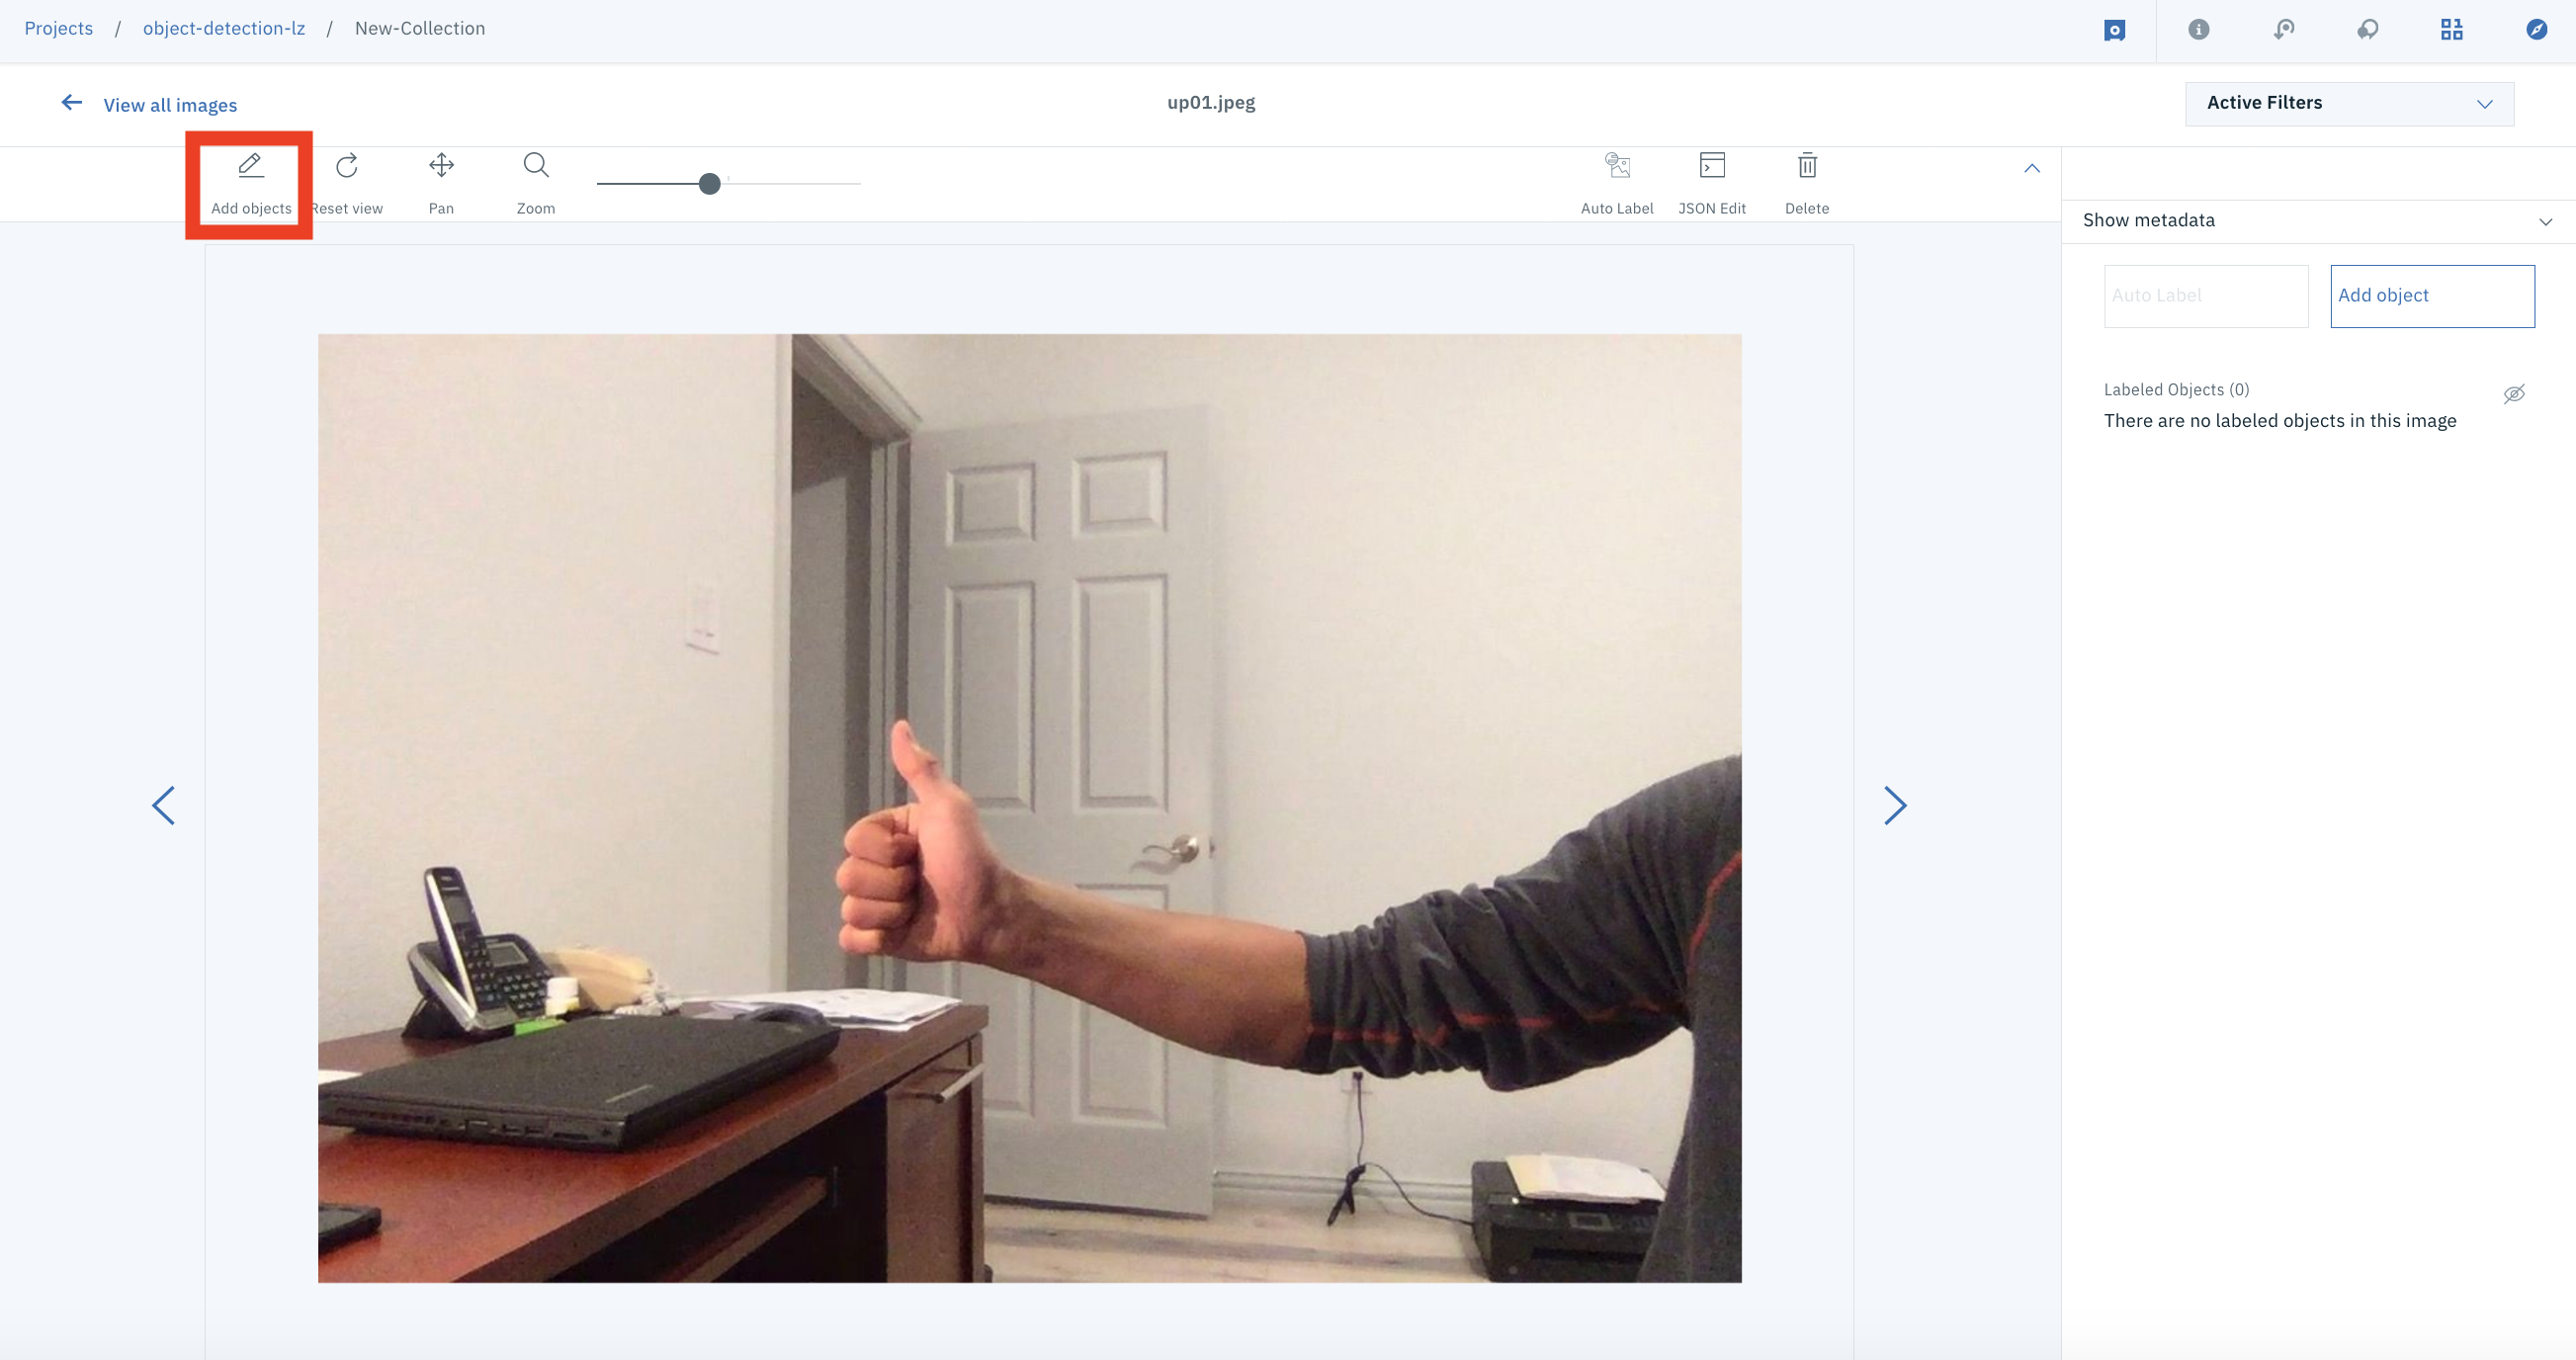 Projects / object-detection-lz / New-Collection
View all images
up01.jpeg
Active Filters
Add objects
Reset view
Pan
Zoom
Auto Label
JSON Edit
Delete
Show metadata
Auto Label
Add object
Labeled Objects (0)
There are no labeled objects in this image